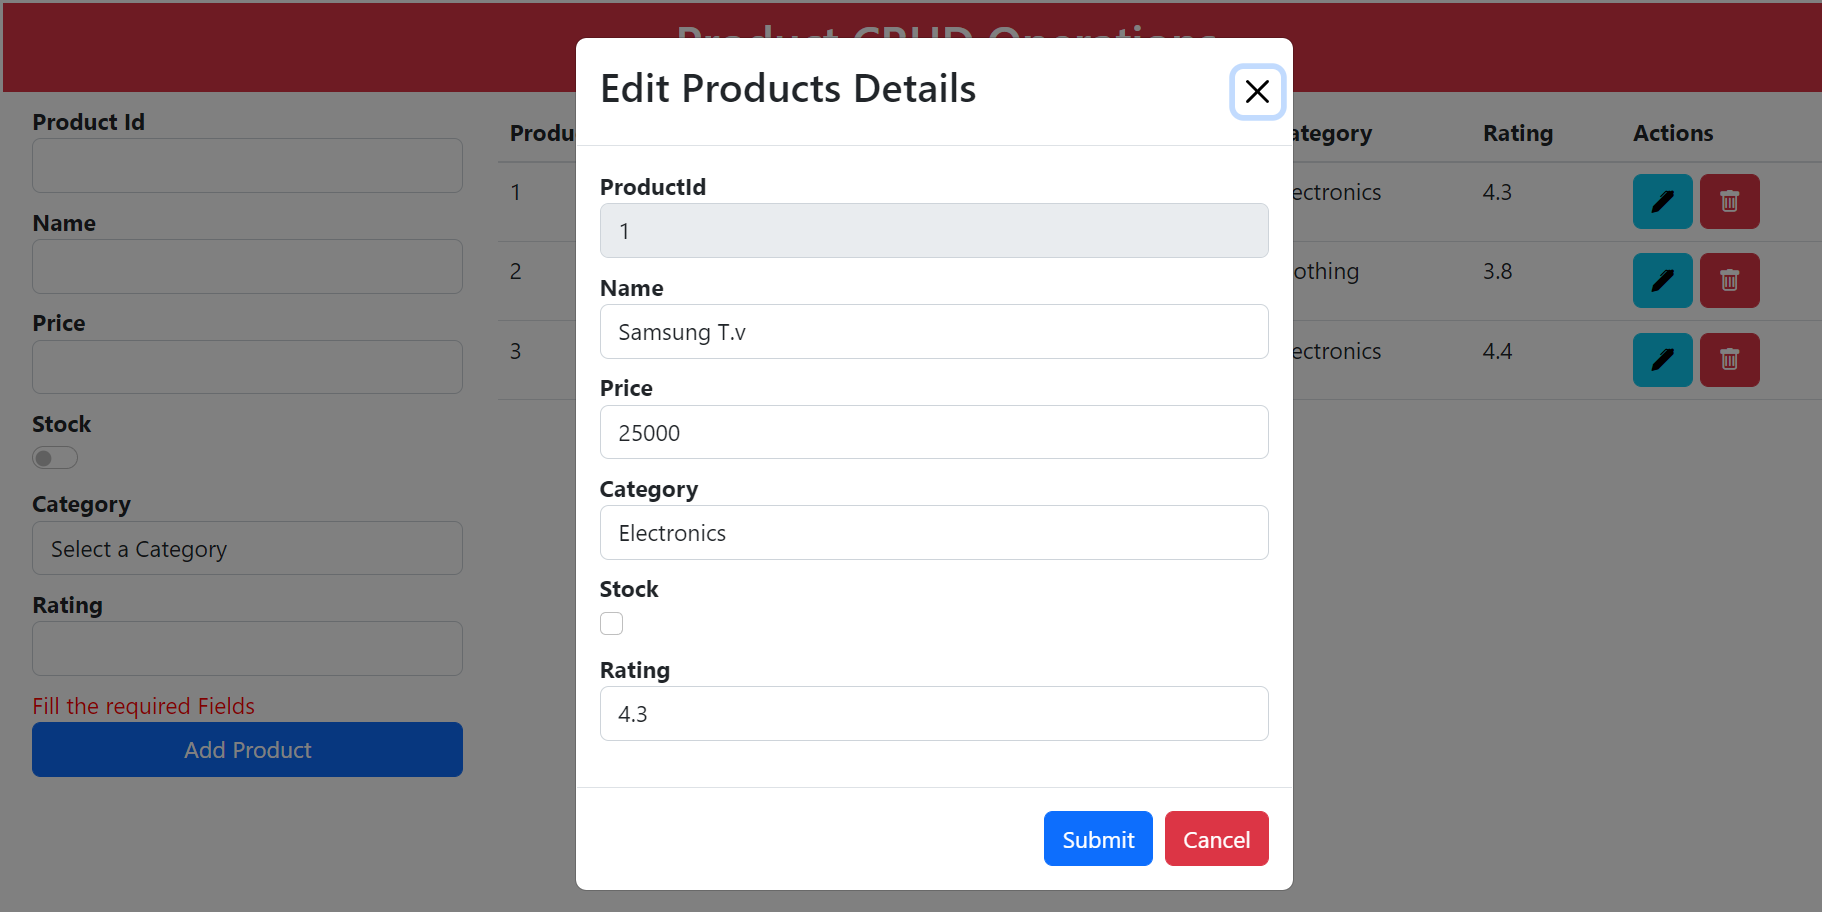 Product CRUD Operations
Edit Products Details
Product Id
Name
Price
Stock
Category
Select a Category
Rating
Fill the required Fields
Add Product
Produ
ategory Rating Actions
1 ectronics 4.3
2 othing 3.8
3 ectronics 4.4
ProductId
1
Name
Samsung T.v
Price
25000
Category
Electronics
Stock
Rating
4.3
Submit Cancel